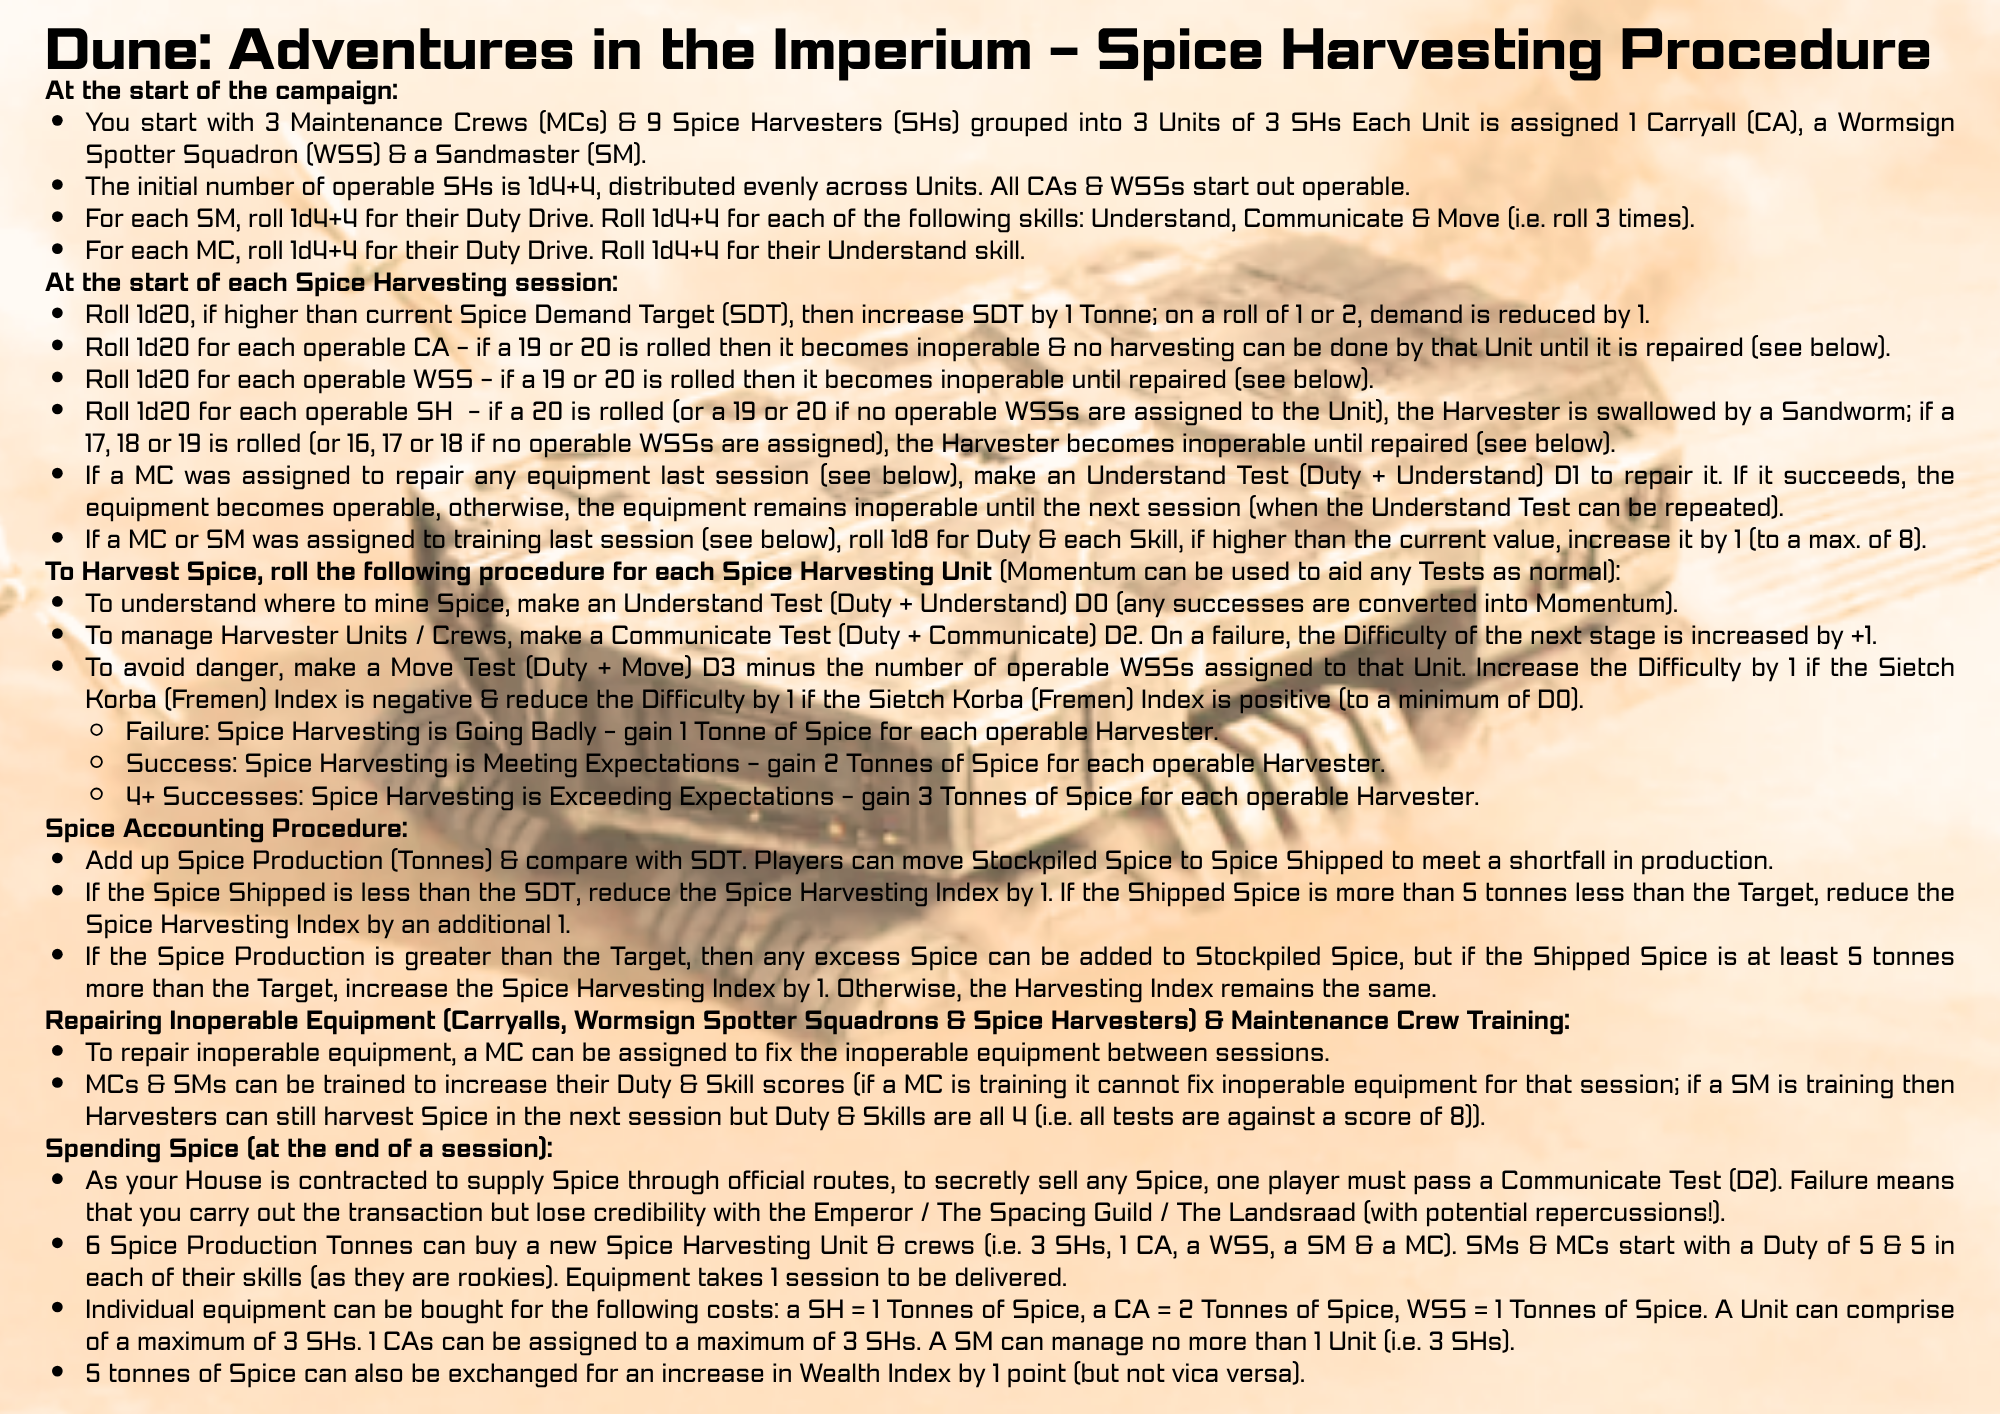 Dune: Adventures in the Imperium – Spice Harvesting Procedure
At the start of the campaign:
• You start with 3 Maintenance Crews (MCs) & 9 Spice Harvesters (SHs) grouped into 3 Units of 3 SHs Each Unit is assigned 1 Carryall (CA), a Wormsign
Spotter Squadron (WSS) & a Sandmaster (SM).
• The initial number of operable SHs is 1d4+4, distributed evenly across Units. All CAs & WSSs start out operable.
• For each SM, roll 1d4+4 for their Duty Drive. Roll 1d4+4 for each of the following skills: Understand, Communicate & Move (i.e. roll 3 times).
• For each MC, roll 1d4+4 for their Duty Drive. Roll 1d4+4 for their Understand skill.
At the start of each Spice Harvesting session:
• Roll 1d20, if higher than current Spice Demand Target (SDT), then increase SDT by 1 Tonne; on a roll of 1 or 2, demand is reduced by 1.
• Roll 1d20 for each operable CA – if a 19 or 20 is rolled then it becomes inoperable & no harvesting can be done by that Unit until it is repaired (see below).
• Roll 1d20 for each operable WSS – if a 19 or 20 is rolled then it becomes inoperable until repaired (see below).
• Roll 1d20 for each operable SH – if a 20 is rolled (or a 19 or 20 if no operable WSSs are assigned to the Unit), the Harvester is swallowed by a Sandworm; if a
17, 18 or 19 is rolled (or 16, 17 or 18 if no operable WSSs are assigned), the Harvester becomes inoperable until repaired (see below).
• If a MC was assigned to repair any equipment last session (see below), make an Understand Test (Duty + Understand) D1 to repair it. If it succeeds, the
equipment becomes operable, otherwise, the equipment remains inoperable until the next session (when the Understand Test can be repeated).
• If a MC or SM was assigned to training last session (see below), roll 1d8 for Duty & each Skill, if higher than the current value, increase it by 1 (to a max. of 8).
To Harvest Spice, roll the following procedure for each Spice Harvesting Unit (Momentum can be used to aid any Tests as normal):
• To understand where to mine Spice, make an Understand Test (Duty + Understand) D0 (any successes are converted into Momentum).
• To manage Harvester Units / Crews, make a Communicate Test (Duty + Communicate) D2. On a failure, the Difficulty of the next stage is increased by +1.
• To avoid danger, make a Move Test (Duty + Move) D3 minus the number of operable WSSs assigned to that Unit. Increase the Difficulty by 1 if the Sietch
Korba (Fremen) Index is negative & reduce the Difficulty by 1 if the Sietch Korba (Fremen) Index is positive (to a minimum of D0).
○ Failure: Spice Harvesting is Going Badly – gain 1 Tonne of Spice for each operable Harvester.
○ Success: Spice Harvesting is Meeting Expectations – gain 2 Tonnes of Spice for each operable Harvester.
○ 4+ Successes: Spice Harvesting is Exceeding Expectations – gain 3 Tonnes of Spice for each operable Harvester.
Spice Accounting Procedure:
• Add up Spice Production (Tonnes) & compare with SDT. Players can move Stockpiled Spice to Spice Shipped to meet a shortfall in production.
• If the Spice Shipped is less than the SDT, reduce the Spice Harvesting Index by 1. If the Shipped Spice is more than 5 tonnes less than the Target, reduce the
Spice Harvesting Index by an additional 1.
• If the Spice Production is greater than the Target, then any excess Spice can be added to Stockpiled Spice, but if the Shipped Spice is at least 5 tonnes
more than the Target, increase the Spice Harvesting Index by 1. Otherwise, the Harvesting Index remains the same.
Repairing Inoperable Equipment (Carryalls, Wormsign Spotter Squadrons & Spice Harvesters) & Maintenance Crew Training:
• To repair inoperable equipment, a MC can be assigned to fix the inoperable equipment between sessions.
• MCs & SMs can be trained to increase their Duty & Skill scores (if a MC is training it cannot fix inoperable equipment for that session; if a SM is training then
Harvesters can still harvest Spice in the next session but Duty & Skills are all 4 (i.e. all tests are against a score of 8)).
Spending Spice (at the end of a session):
• As your House is contracted to supply Spice through official routes, to secretly sell any Spice, one player must pass a Communicate Test (D2). Failure means
that you carry out the transaction but lose credibility with the Emperor / The Spacing Guild / The Landsraad (with potential repercussions!).
• 6 Spice Production Tonnes can buy a new Spice Harvesting Unit & crews (i.e. 3 SHs, 1 CA, a WSS, a SM & a MC). SMs & MCs start with a Duty of 5 & 5 in
each of their skills (as they are rookies). Equipment takes 1 session to be delivered.
• Individual equipment can be bought for the following costs: a SH = 1 Tonnes of Spice, a CA = 2 Tonnes of Spice, WSS = 1 Tonnes of Spice. A Unit can comprise
of a maximum of 3 SHs. 1 CAs can be assigned to a maximum of 3 SHs. A SM can manage no more than 1 Unit (i.e. 3 SHs).
• 5 tonnes of Spice can also be exchanged for an increase in Wealth Index by 1 point (but not vica versa).